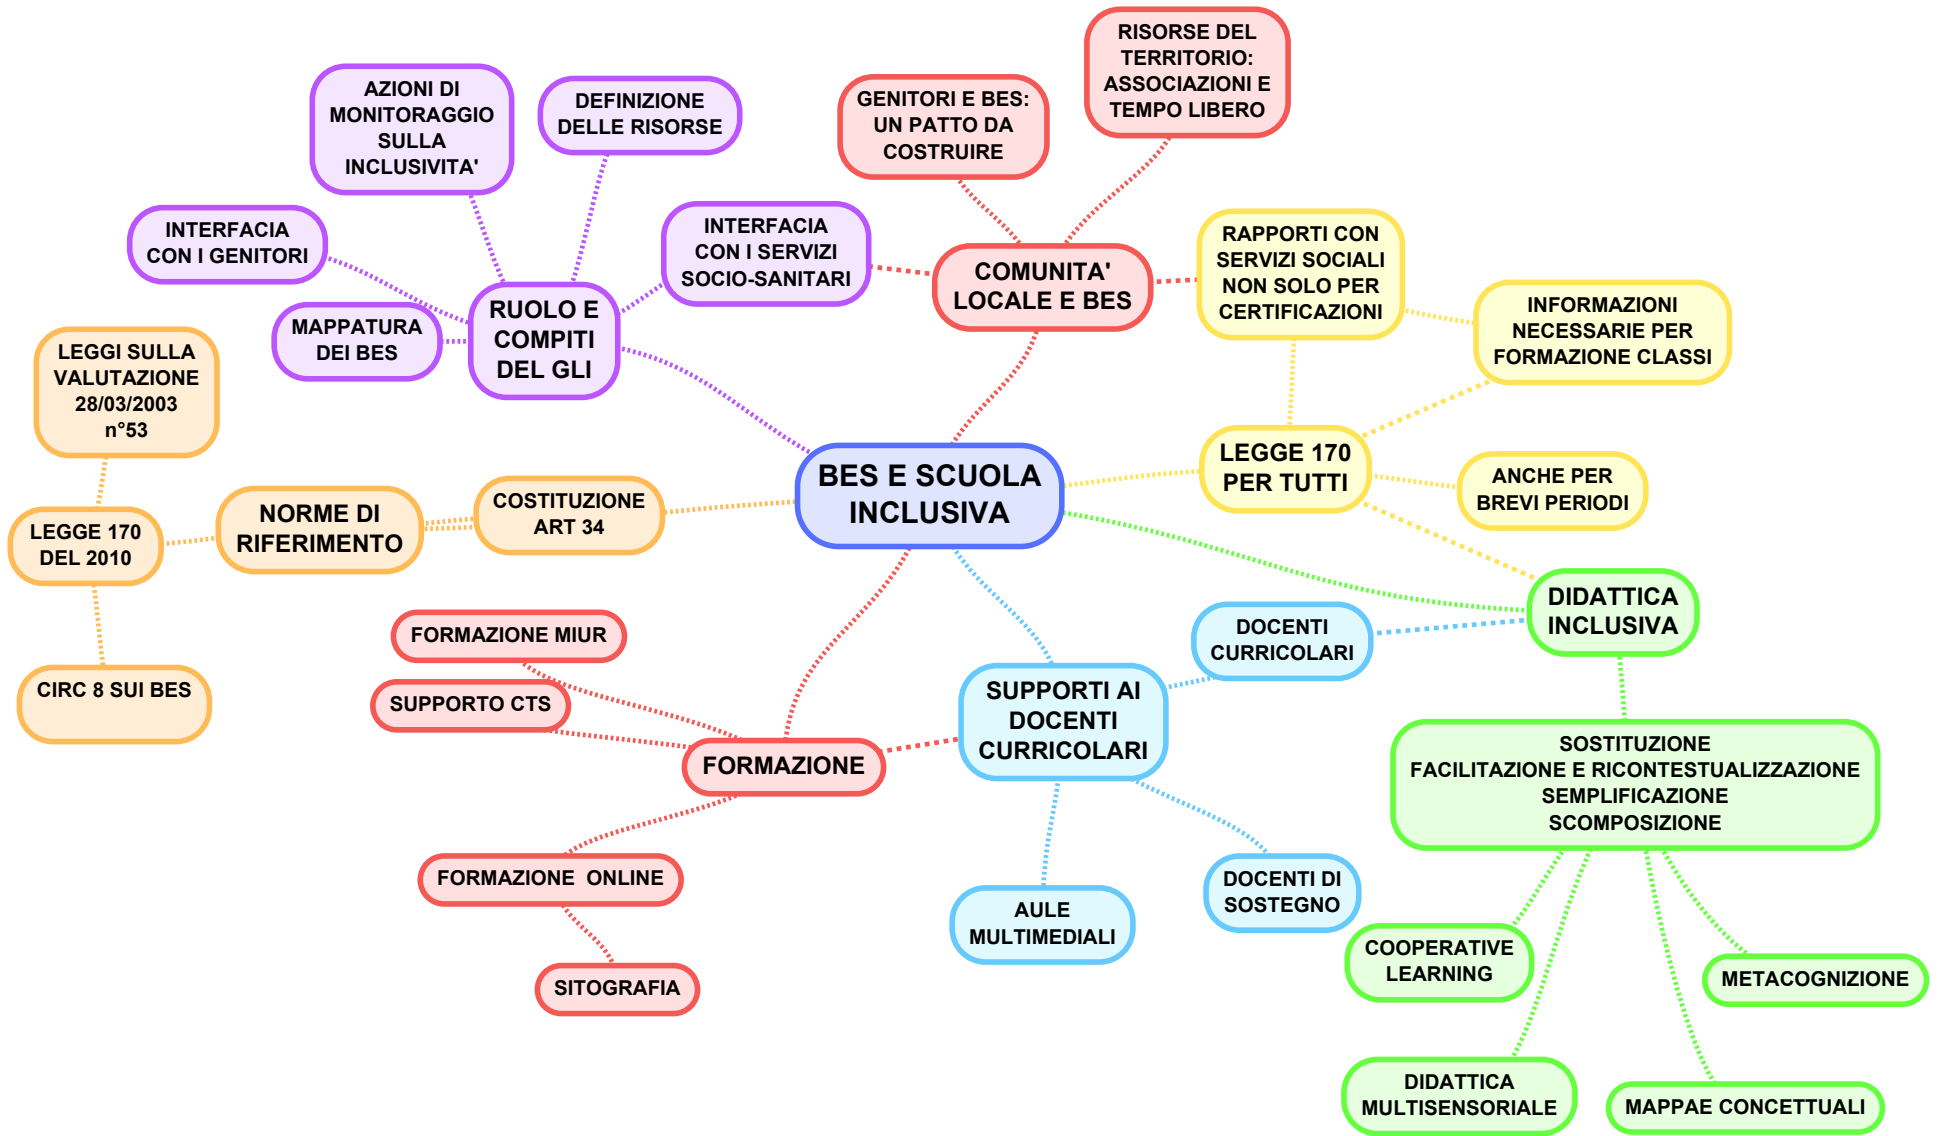 RISORSE DEL
TERRITORIO:
ASSOCIAZIONI E
TEMPO LIBERO
AZIONI DI
MONITORAGGIO
SULLA
INCLUSIVITA'
DEFINIZIONE
DELLE RISORSE
GENITORI E BES:
UN PATTO DA
COSTRUIRE
INTERFACIA
CON I GENITORI
INTERFACIA
CON I SERVIZI
SOCIO-SANITARI
COMUNITA'
LOCALE E BES
RAPPORTI CON
SERVIZI SOCIALI
NON SOLO PER
CERTIFICAZIONI
INFORMAZIONI
NECESSARIE PER
FORMAZIONE CLASSI
RUOLO E
COMPITI
DEL GLI
MAPPATURA
DEI BES
LEGGI SULLA
VALUTAZIONE
28/03/2003
n°53
BES E SCUOLA
INCLUSIVA
LEGGE 170
PER TUTTI
ANCHE PER
BREVI PERIODI
COSTITUZIONE
ART 34
NORME DI
RIFERIMENTO
LEGGE 170
DEL 2010
DIDATTICA
INCLUSIVA
FORMAZIONE MIUR
DOCENTI
CURRICOLARI
CIRC 8 SUI BES
SUPPORTO CTS
SUPPORTI AI
DOCENTI
CURRICOLARI
FORMAZIONE
SOSTITUZIONE
FACILITAZIONE E RICONTESTUALIZZAZIONE
SEMPLIFICAZIONE
SCOMPOSIZIONE
FORMAZIONE  ONLINE
DOCENTI DI
SOSTEGNO
AULE
MULTIMEDIALI
COOPERATIVE
LEARNING
METACOGNIZIONE
SITOGRAFIA
DIDATTICA
MULTISENSORIALE
MAPPAE CONCETTUALI